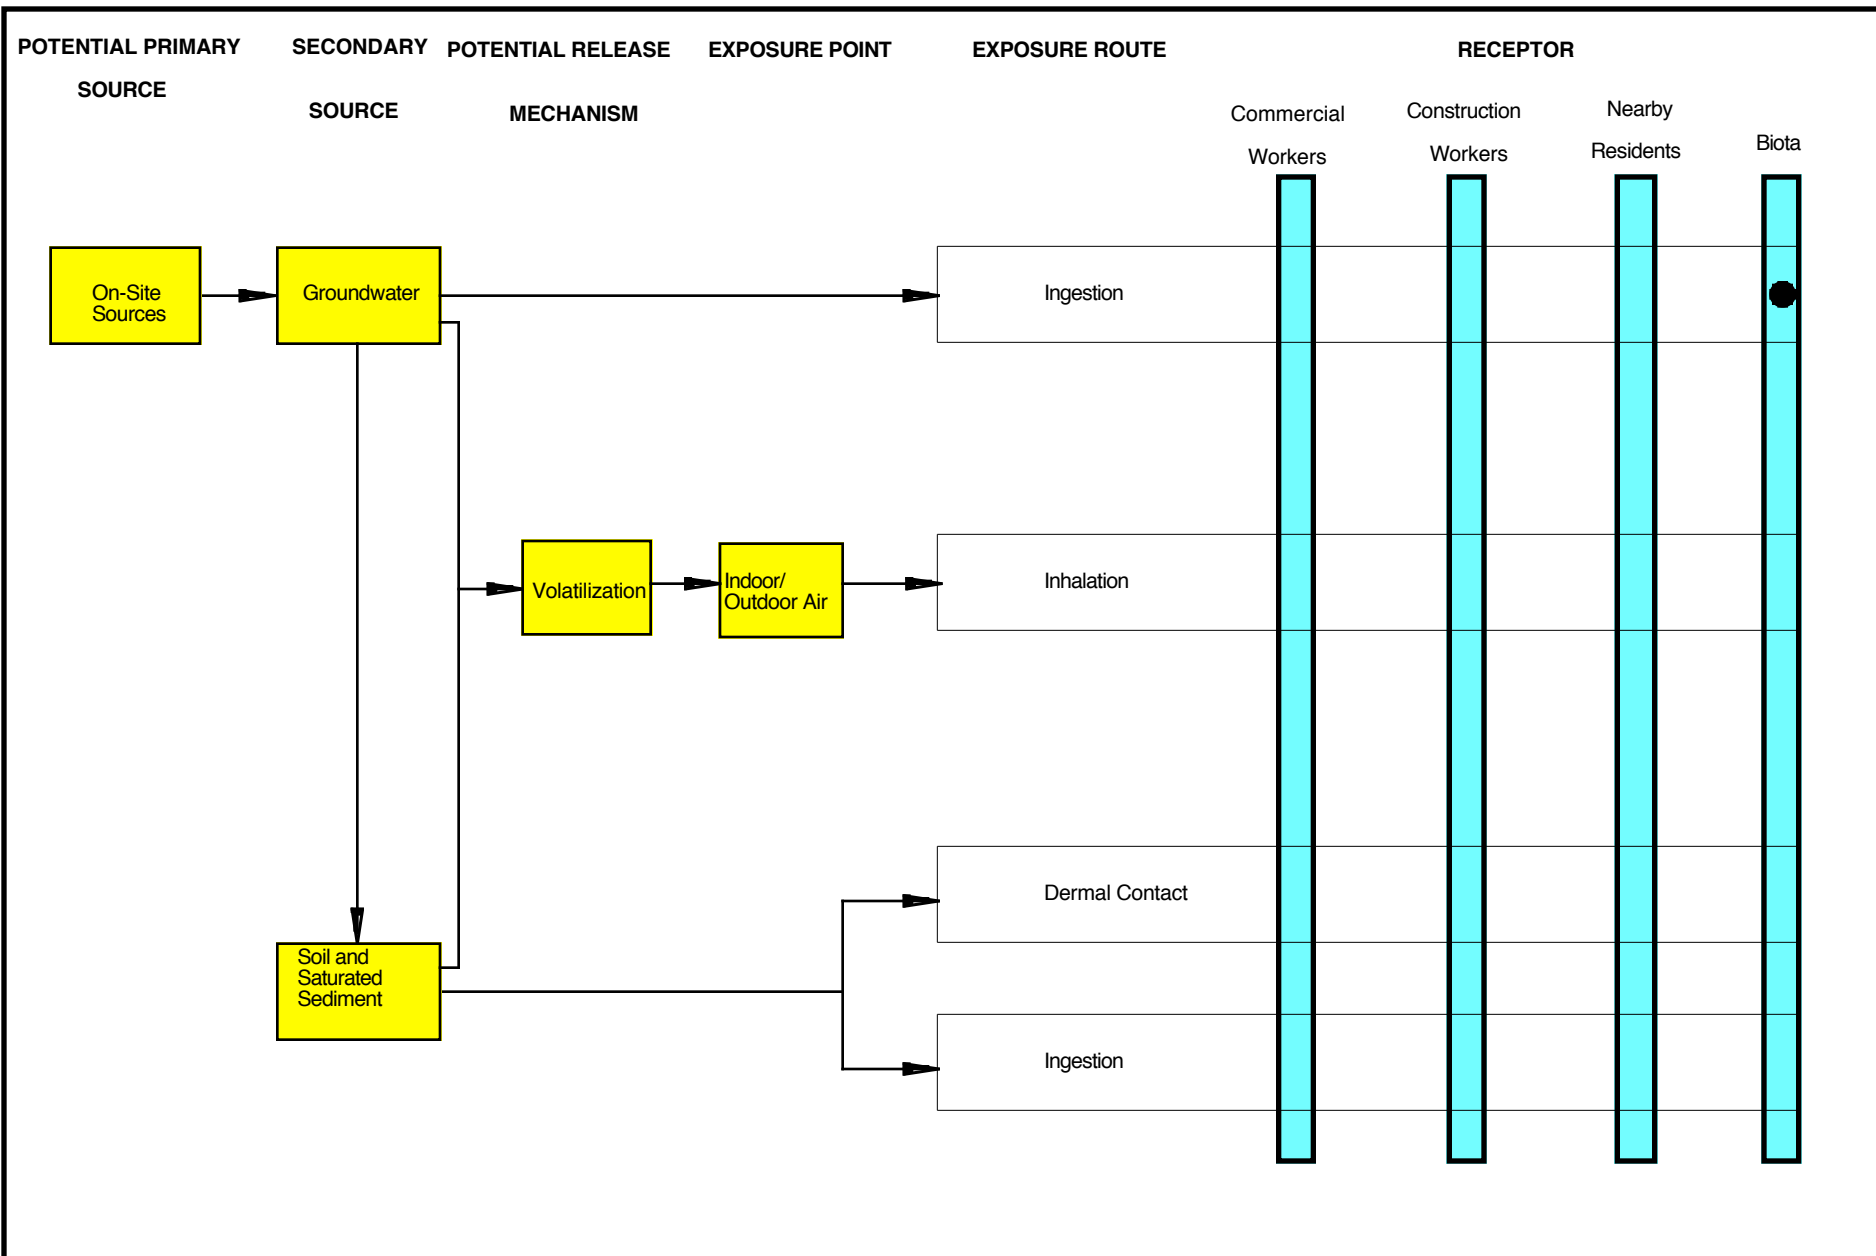 POTENTIAL PRIMARY
SOURCE
SECONDARY
SOURCE
POTENTIAL RELEASE
MECHANISM
EXPOSURE POINT
EXPOSURE ROUTE
RECEPTOR
Commercial
Workers
Construction
Workers
Nearby
Residents
Biota
On-Site
Sources
Groundwater
Ingestion
Volatilization
Indoor/
Outdoor Air
Inhalation
Dermal Contact
Soil and
Saturated
Sediment
Ingestion